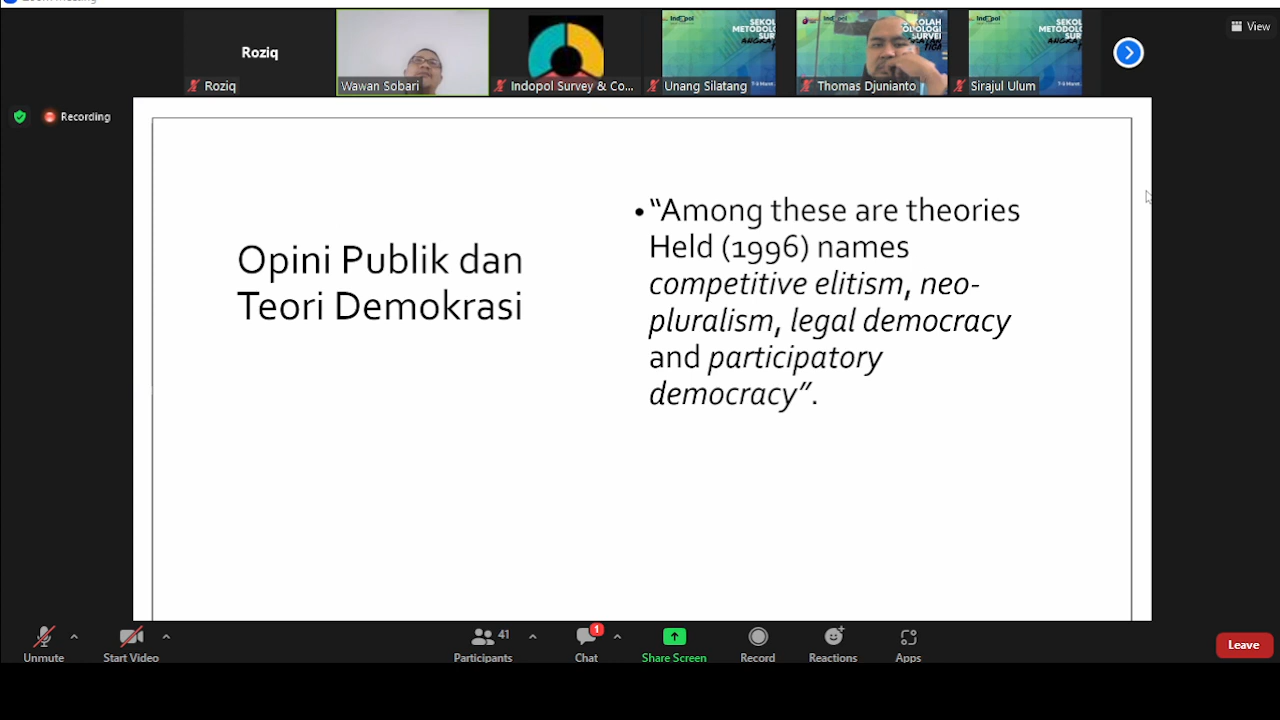 View
Roziq
Roziq
Wawan Sobari
Indopol Survey & Co...
Unang Silatang
Thomas Djunianto
Sirajul Ulum
Recording
Opini Publik dan
Teori Demokrasi
• “Among these are theories
Held (1996) names
competitive elitism, neo-
pluralism, legal democracy
and participatory
democracy”.
Unmute
Start Video
41
Participants
1
Chat
Share Screen
Record
Reactions
Apps
Leave